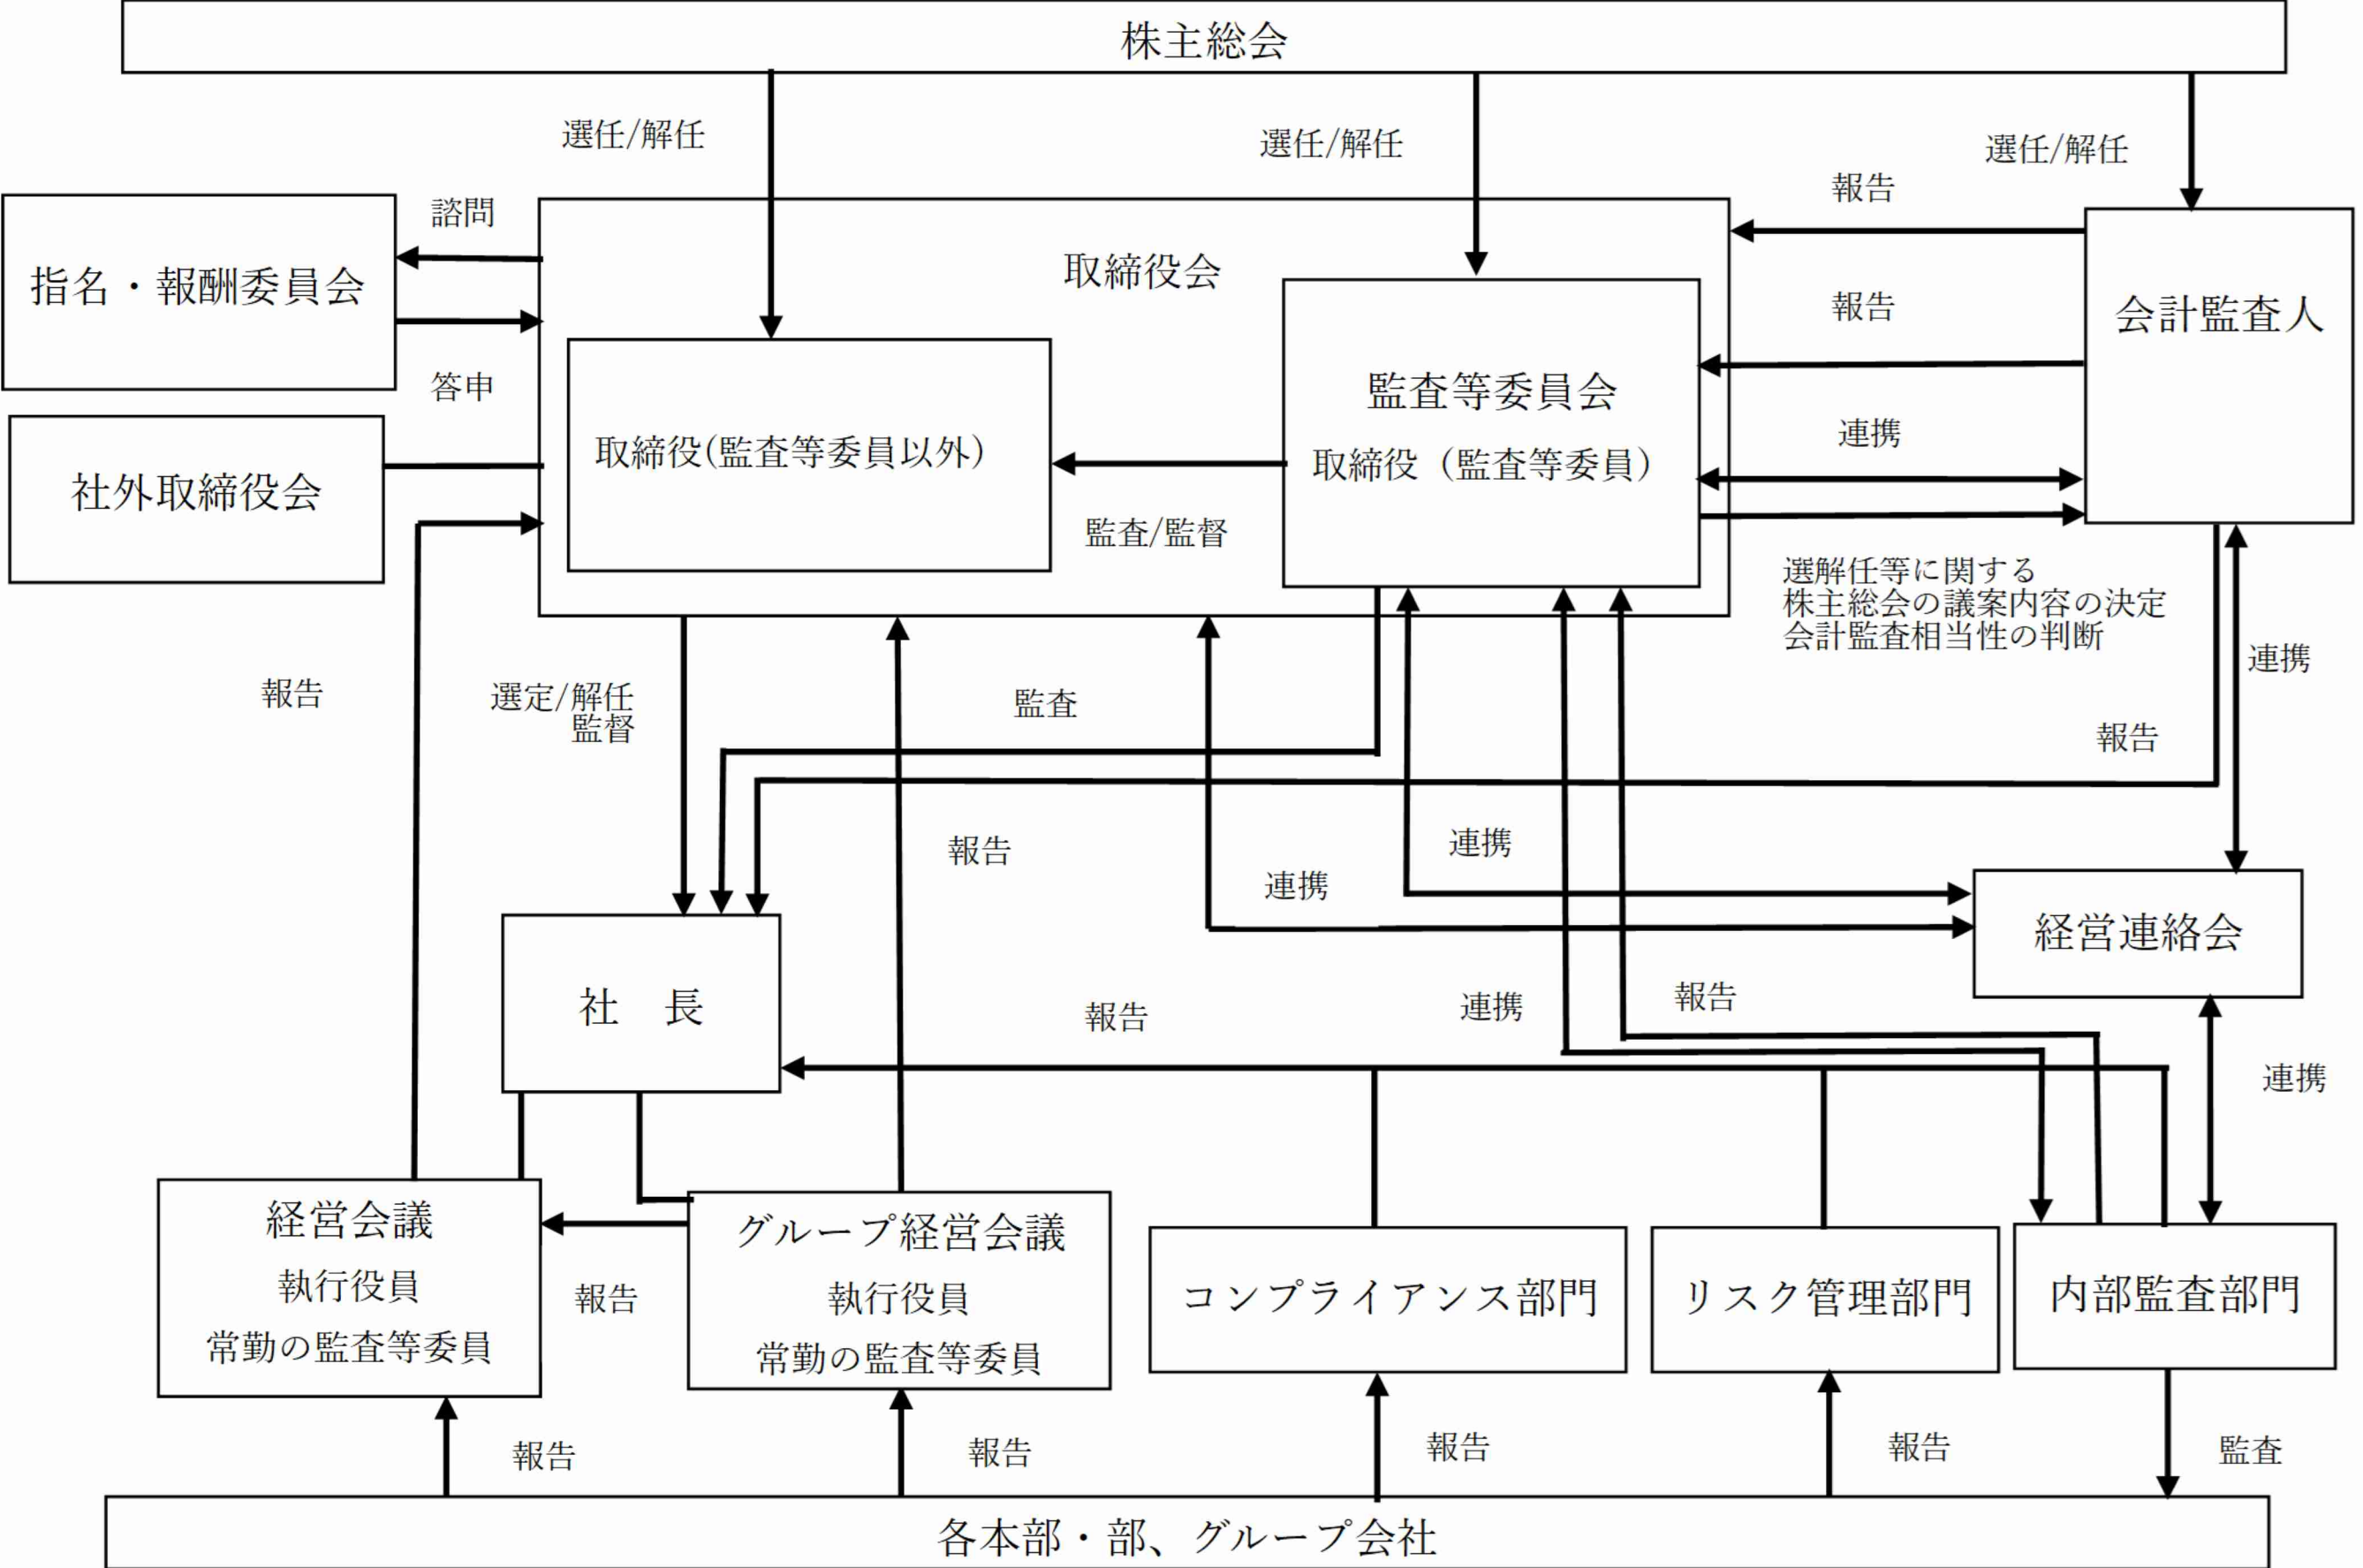 株主総会
選任/解任
選任/解任
選任/解任
報告
諮問
指名・報酬委員会
取締役会
会計監査人
報告
答申
監査等委員会
取締役(監査等委員以外)
取締役（監査等委員）
連携
社外取締役会
監査/監督
選解任等に関する
株主総会の議案内容の決定
会計監査相当性の判断
連携
報告
選定/解任
監督
監査
報告
報告
連携
連携
経営連絡会
社　長
報告
連携
報告
連携
経営会議
執行役員
常勤の監査等委員
報告
グループ経営会議
執行役員
常勤の監査等委員
コンプライアンス部門
リスク管理部門
内部監査部門
報告
報告
報告
報告
監査
各本部・部、グループ会社